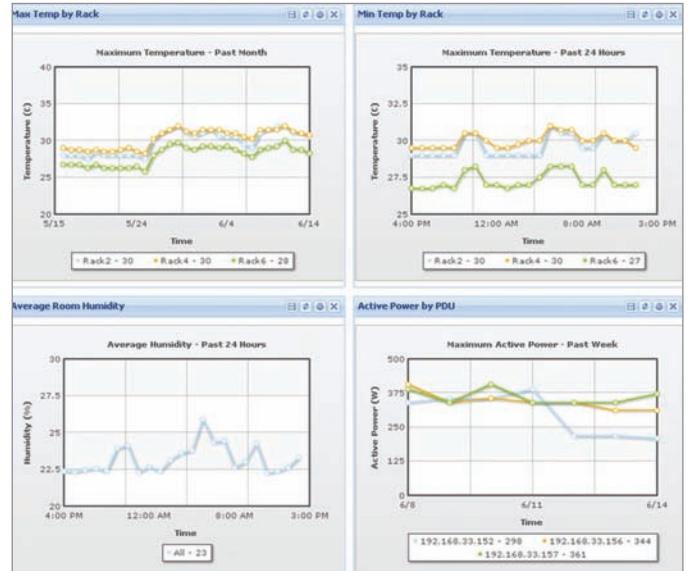 Max Temp by Rack
Maximum Temperature - Past Month
Temperature (C)
40
35
30
25
20
5/15
5/24
6/4
6/14
Time
Rack2 - 30
Rack4 - 30
Rack6 - 28
Min Temp by Rack
Maximum Temperature - Past 24 Hours
Temperature (C)
35
32.5
30
27.5
25
4:00 PM
12:00 AM
8:00 AM
3:00 PM
Time
Rack2 - 30
Rack4 - 30
Rack6 - 27
Average Room Humidity
Average Humidity - Past 24 Hours
Humidity (%)
30
27.5
25
22.5
20
4:00 PM
12:00 AM
8:00 AM
3:00 PM
Time
All - 23
Active Power by PDU
Maximum Active Power - Past Week
Active Power (W)
500
375
250
125
0
6/8
6/11
6/14
Time
192.168.33.152 - 298
192.168.33.156 - 344
192.168.33.157 - 361